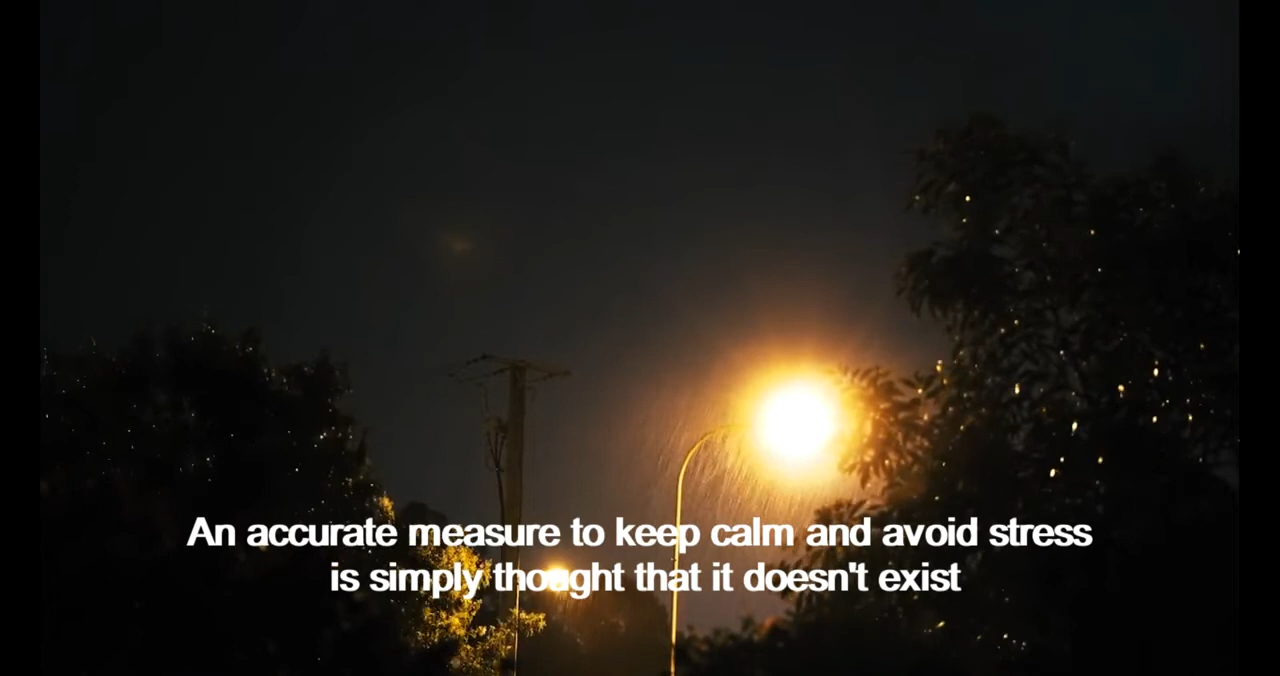 An accurate measure to keep calm and avoid stress
is simply thought that it doesn't exist